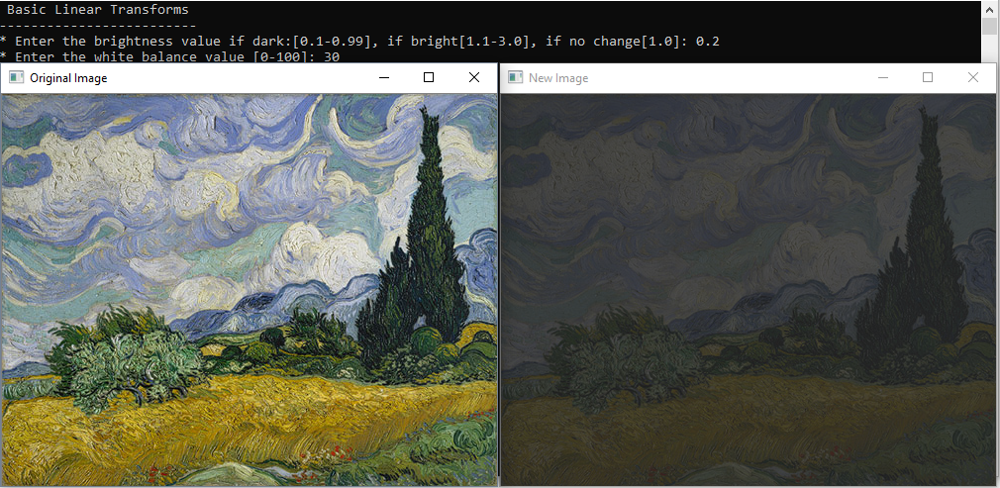 Basic Linear Transforms
-------------------------
* Enter the brightness value if dark:[0.1-0.99], if bright[1.1-3.0], if no change[1.0]: 0.2
* Enter the white balance value [0-100]: 30
Original Image
New Image